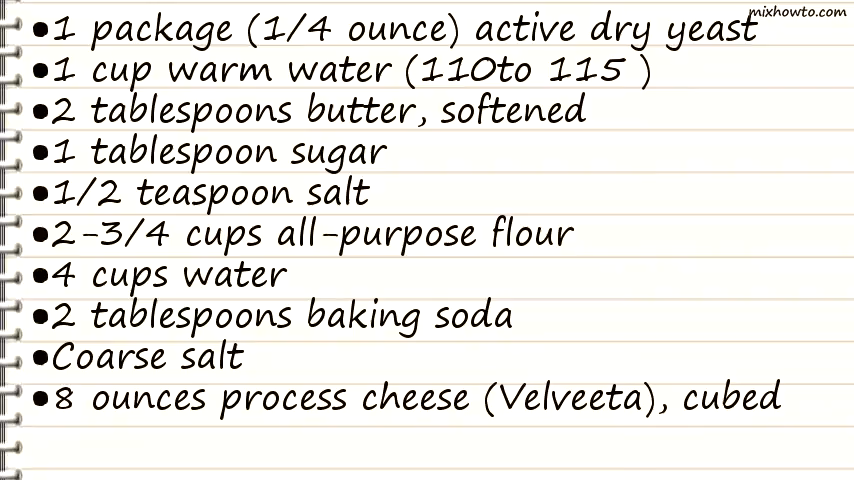 mixhowto.com
•1 package (1/4 ounce) active dry yeast
•1 cup warm water (110to 115 )
•2 tablespoons butter, softened
•1 tablespoon sugar
•1/2 teaspoon salt
•2-3/4 cups all-purpose flour
•4 cups water
•2 tablespoons baking soda
•Coarse salt
•8 ounces process cheese (Velveeta), cubed